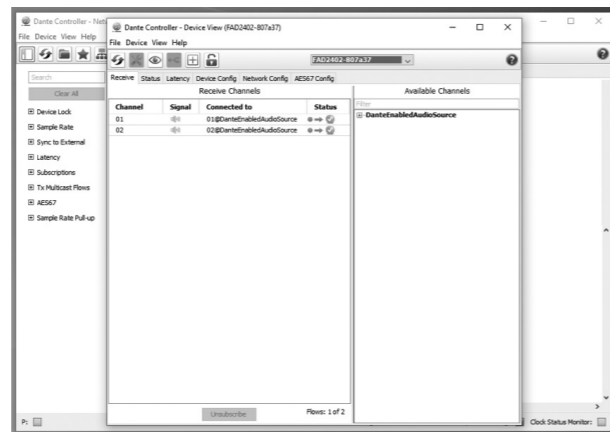 Dante Controller - Net
File Device View Help
Search
Clear All
Device Lock
Sample Rate
Sync to External
Latency
Subscriptions
Tx Multicast Flows
AES67
Sample Rate Pull-up
P:
Dante Controller - Device View (FAD2402-807a37)
File Device View Help
FAD2402-807a37
Receive Status Latency Device Config Network Config AES67 Config
Receive Channels
Channel Signal Connected to Status
01 01@DanteEnabledAudioSource
02 02@DanteEnabledAudioSource
Unsubscribe Flows: 1 of 2
Available Channels
Filter
DanteEnabledAudioSource
Clock Status Monitor: